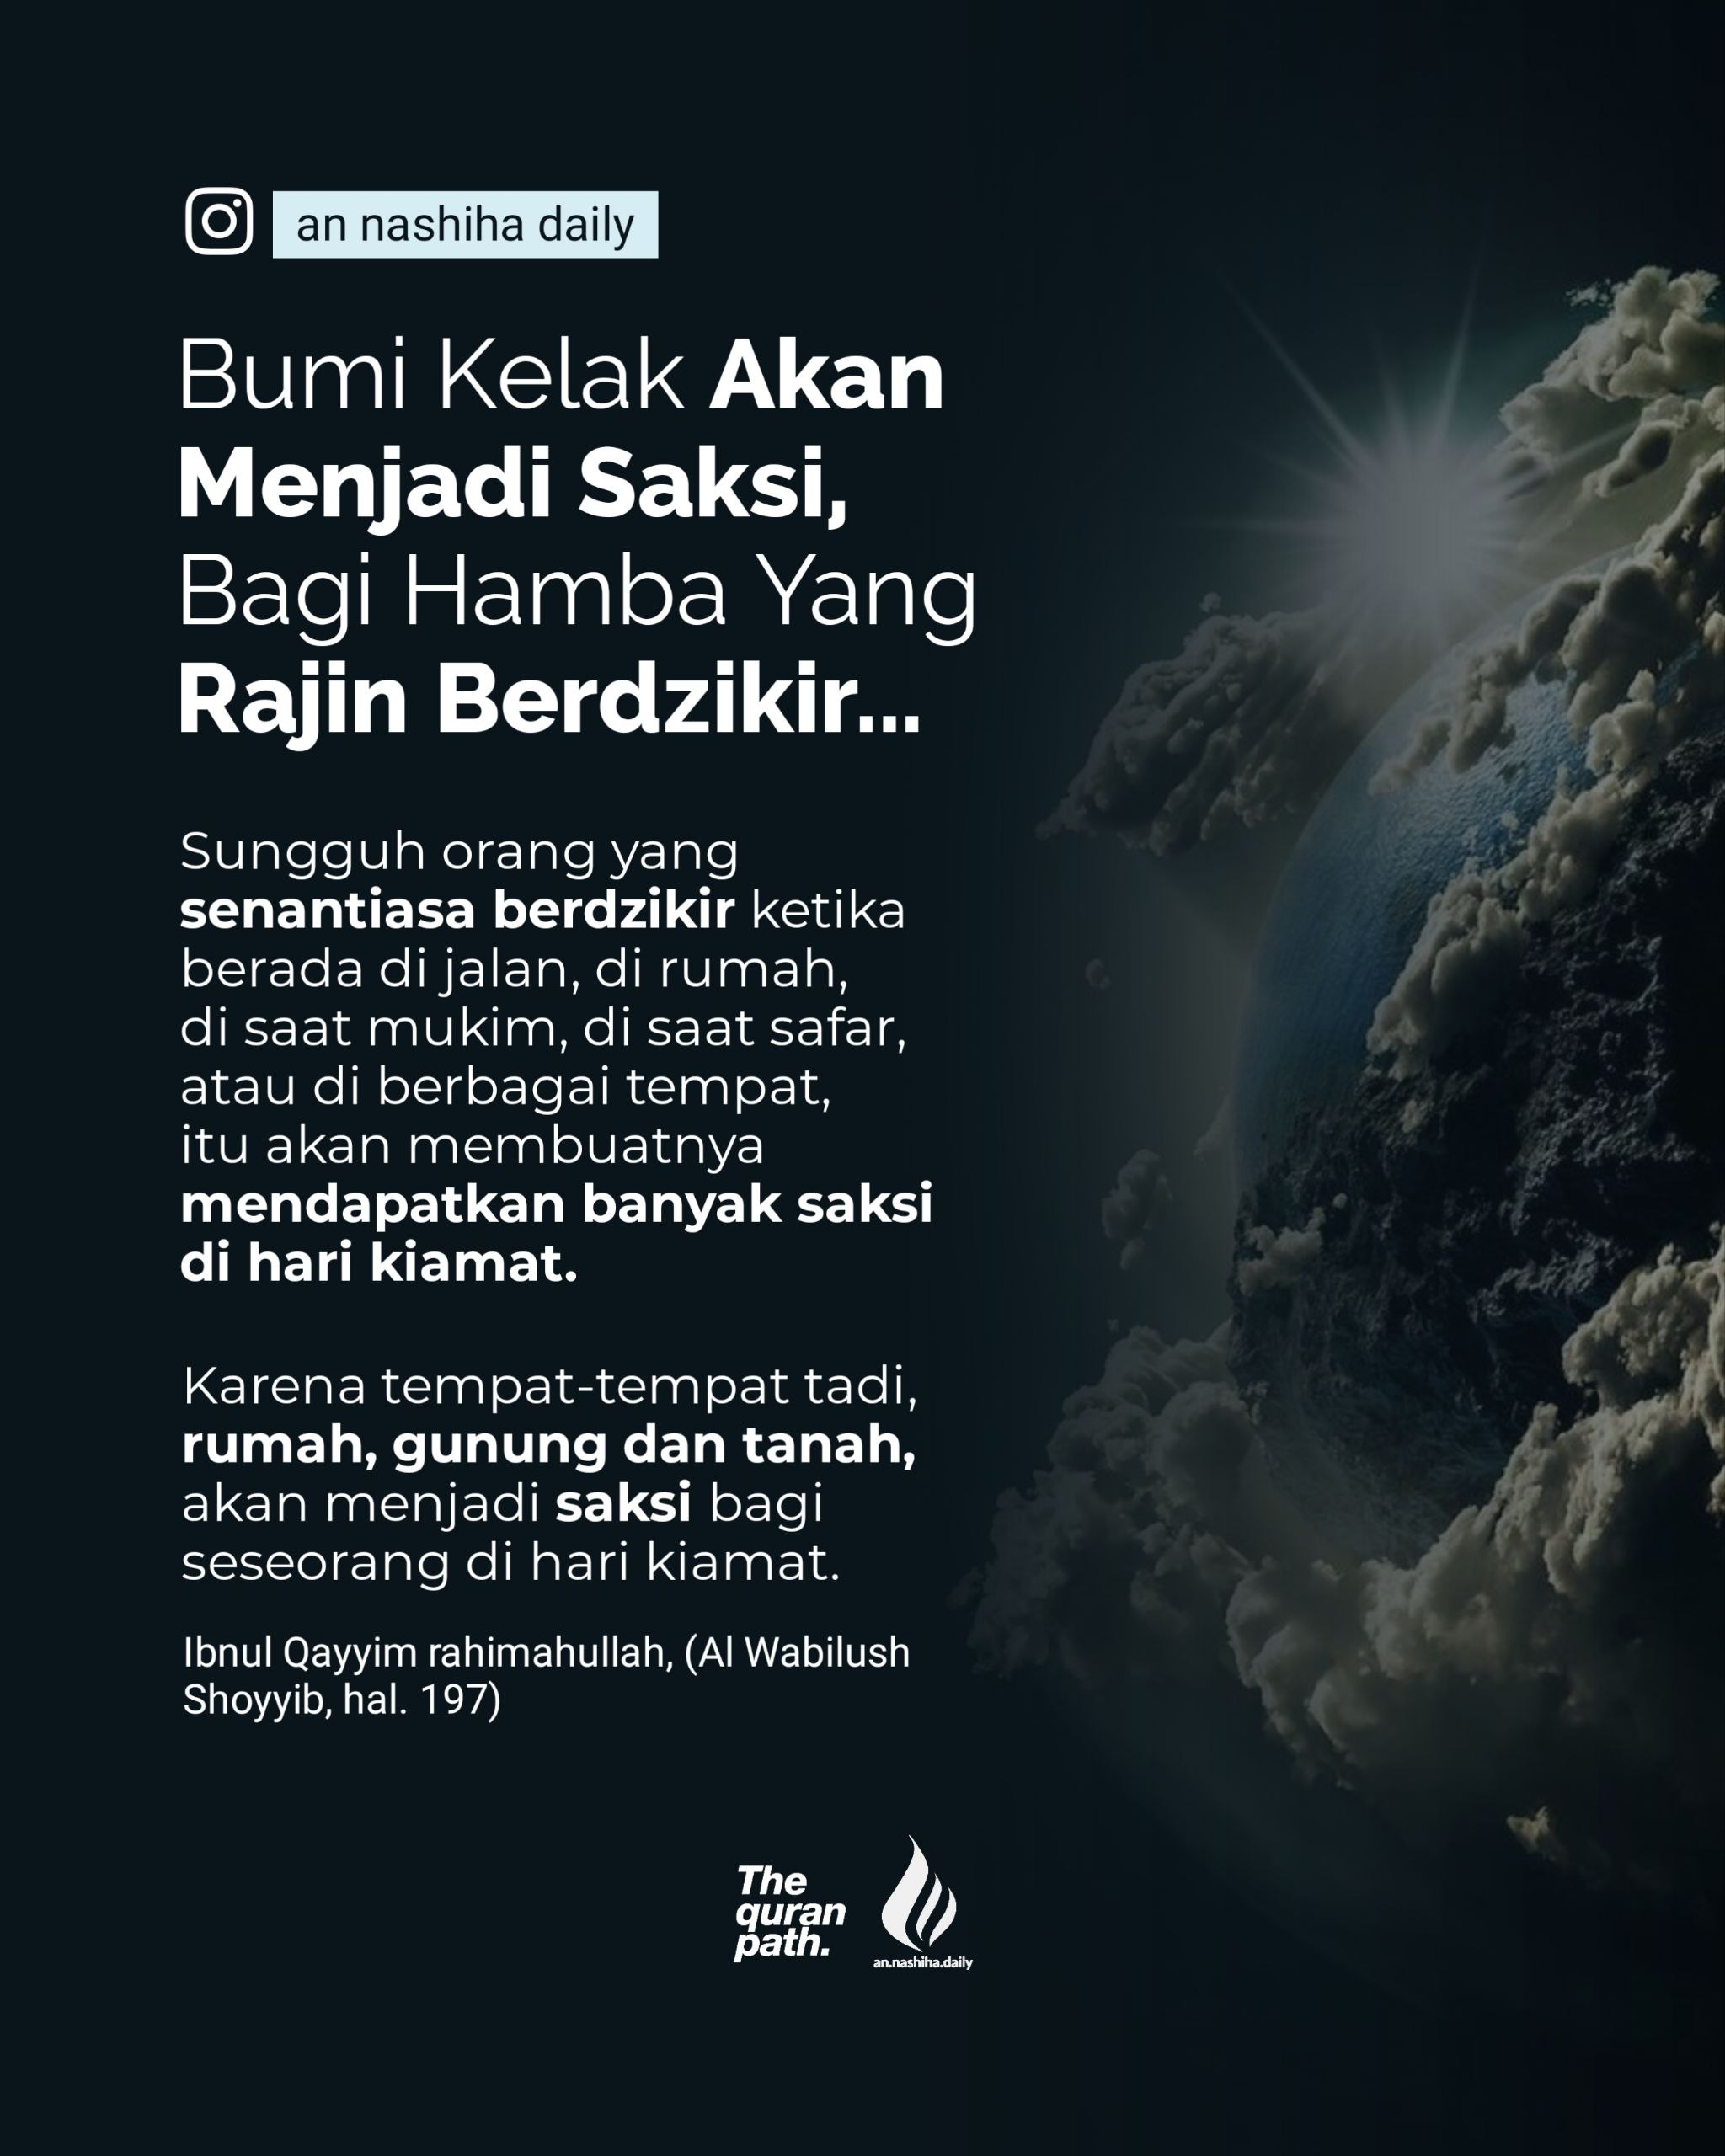 an nashiha daily
Bumi Kelak Akan
Menjadi Saksi,
Bagi Hamba Yang
Rajin Berdzikir...
Sungguh orang yang
senantiasa berdzikir ketika
berada di jalan, di rumah,
di saat mukim, di saat safar,
atau di berbagai tempat,
itu akan membuatnya
mendapatkan banyak saksi
di hari kiamat.
Karena tempat-tempat tadi,
rumah, gunung dan tanah,
akan menjadi saksi bagi
seseorang di hari kiamat.
Ibnul Qayyim rahimahullah, (Al Wabilush
Shoyyib, hal. 197)
The
quran
path.
an.nashiha.daily